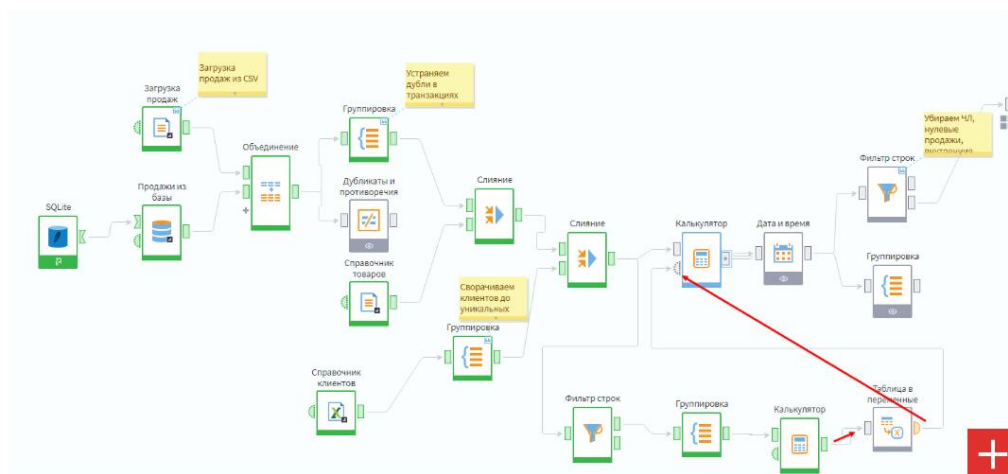 Загрузка
продаж из CSV
Загрузка
продаж
Устраняем
дубли в
транзакциях
Группировка
Объединение
Убираем ЧЛ,
нулевые
продажи,
Фильтр строк
Дубликаты и
противоречия
Слияние
Продажи из
базы
SQLite
Слияние
Калькулятор
Дата и время
Справочник
товаров
Сворачиваем
клиентов до
уникальных
Группировка
Группировка
Справочник
клиентов
Фильтр строк
Группировка
Калькулятор
Таблица в
переменные